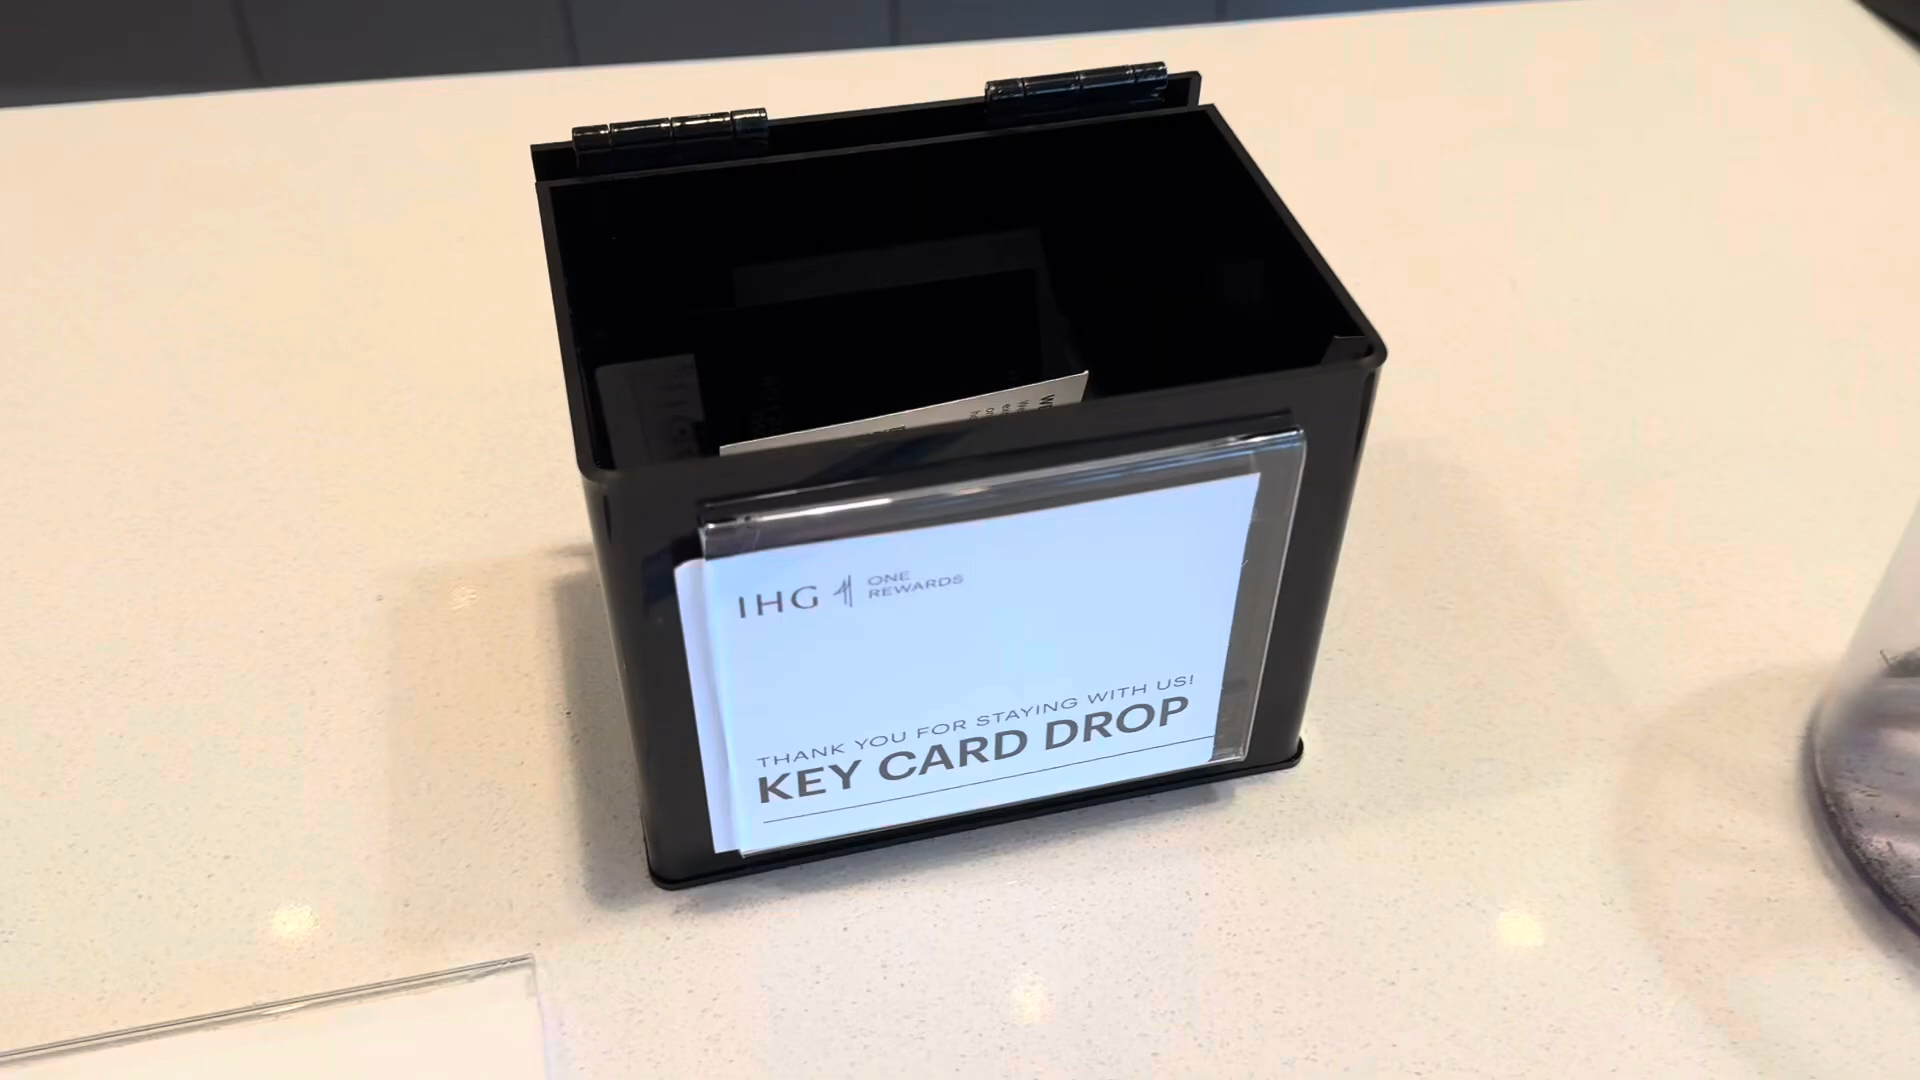 IHG ONE
REWARDS
THANK YOU FOR STAYING WITH US!
KEY CARD DROP